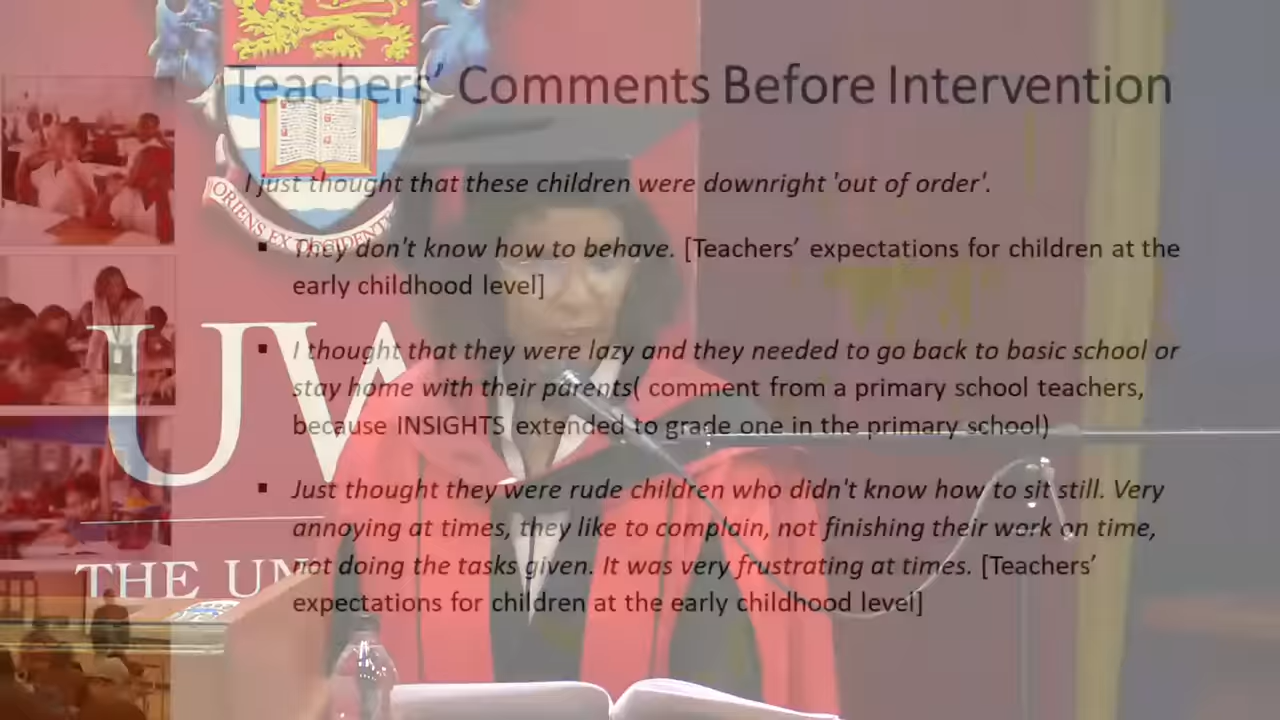 Teachers' Comments Before Intervention
I just thought that these children were downright 'out of order'.
▪ They don't know how to behave. [Teachers’ expectations for children at the
early childhood level]
▪ I thought that they were lazy and they needed to go back to basic school or
stay home with their parents( comment from a primary school teachers,
because INSIGHTS extended to grade one in the primary school)
▪ Just thought they were rude children who didn't know how to sit still. Very
annoying at times, they like to complain, not finishing their work on time,
not doing the tasks given. It was very frustrating at times. [Teachers’
expectations for children at the early childhood level]
ORIENS EX OCCIDENTE
UW
THE UN